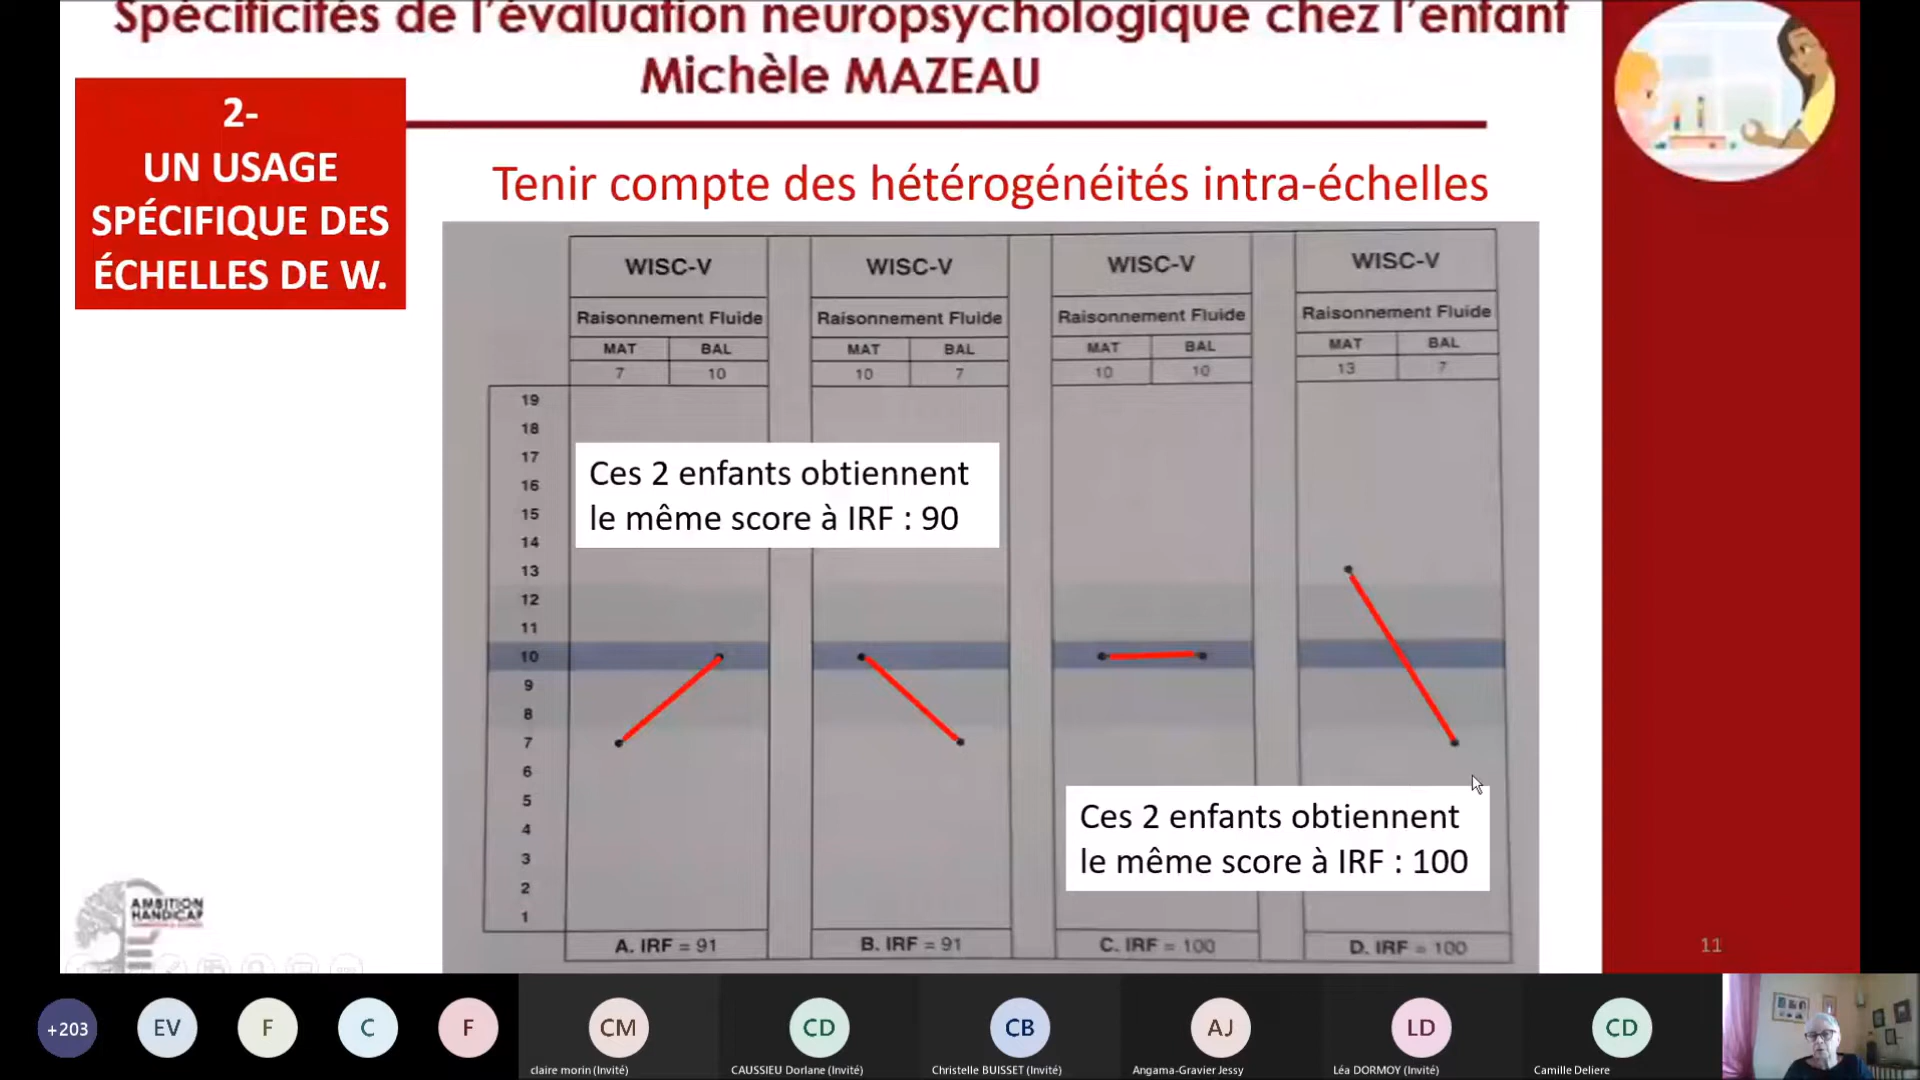 Spécificités de l'évaluation neuropsychologique chez l'enfant
Michèle MAZEAU
2-
UN USAGE
SPÉCIFIQUE DES
ÉCHELLES DE W.
Tenir compte des hétérogénéités intra-échelles
WISC-V WISC-V WISC-V WISC-V
Raisonnement Fluide Raisonnement Fluide Raisonnement Fluide Raisonnement Fluide
MAT BAL MAT BAL MAT BAL MAT BAL
7 10 10 7 10 10 13 7
19
18
17
16
15
14
13
12
11
10
9
8
7
6
5
4
3
2
1
Ces 2 enfants obtiennent
le même score à IRF : 90
Ces 2 enfants obtiennent
le même score à IRF : 100
A. IRF = 91 B. IRF = 91 C. IRF = 100 D. IRF = 100
AMBITION
HANDICAP
11
+203 EV F C F CM CD CB AJ LD CD
claire morin (Invité) CAUSSIEU Dorlane (Invité) Christelle BUISSET (Invité) Angama-Gravier Jessy Léa DORMOY (Invité) Camille Deliere